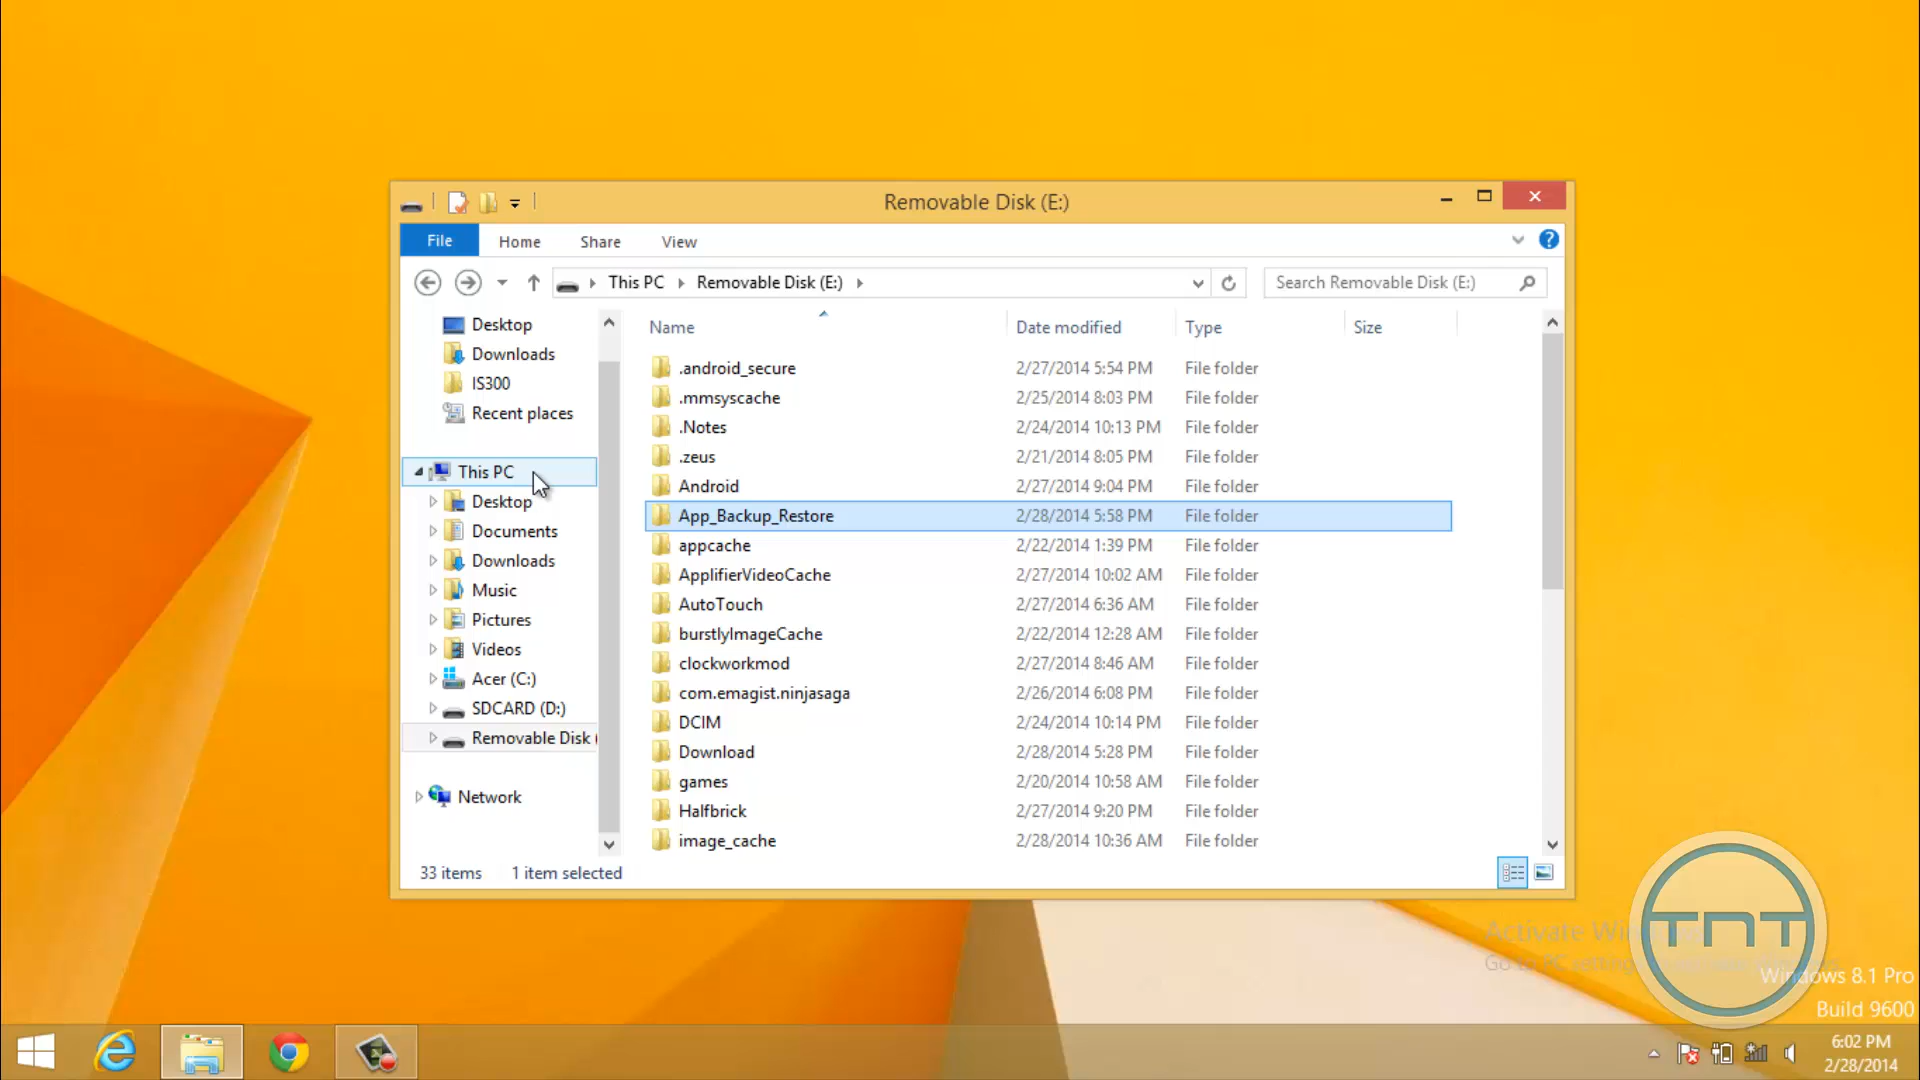 Removable Disk (E:)
File Home Share View
This PC Removable Disk (E:) Search Removable Disk (E:)
Name Date modified Type Size
Desktop
Downloads
IS300
Recent places
This PC
Desktop
Documents
Downloads
Music
Pictures
Videos
Acer (C:)
SDCARD (D:)
Removable Disk (
Network
.android_secure 2/27/2014 5:54 PM File folder
.mmsyscache 2/25/2014 8:03 PM File folder
.Notes 2/24/2014 10:13 PM File folder
.zeus 2/21/2014 8:05 PM File folder
Android 2/27/2014 9:04 PM File folder
App_Backup_Restore 2/28/2014 5:58 PM File folder
appcache 2/22/2014 1:39 PM File folder
ApplifierVideoCache 2/27/2014 10:02 AM File folder
AutoTouch 2/27/2014 6:36 AM File folder
burstlyImageCache 2/22/2014 12:28 AM File folder
clockworkmod 2/27/2014 8:46 AM File folder
com.emagist.ninjasaga 2/26/2014 6:08 PM File folder
DCIM 2/24/2014 10:14 PM File folder
Download 2/28/2014 5:28 PM File folder
games 2/20/2014 10:58 AM File folder
Halfbrick 2/27/2014 9:20 PM File folder
image_cache 2/28/2014 10:36 AM File folder
33 items 1 item selected
TNT
Activate
Go to PC
Windows 8.1 Pro
Build 9600
6:02 PM
2/28/2014